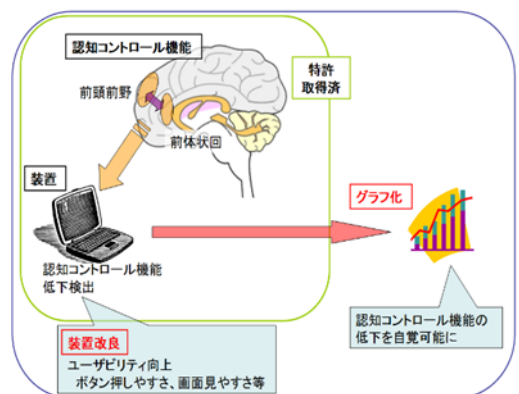 認知コントロール機能
前頭前野
前体状回
特許
取得済
装置
認知コントロール機能
低下検出
グラフ化
装置改良
ユーザビリティ向上
ボタン押しやすさ、画面見やすさ等
認知コントロール機能の
低下を自覚可能に